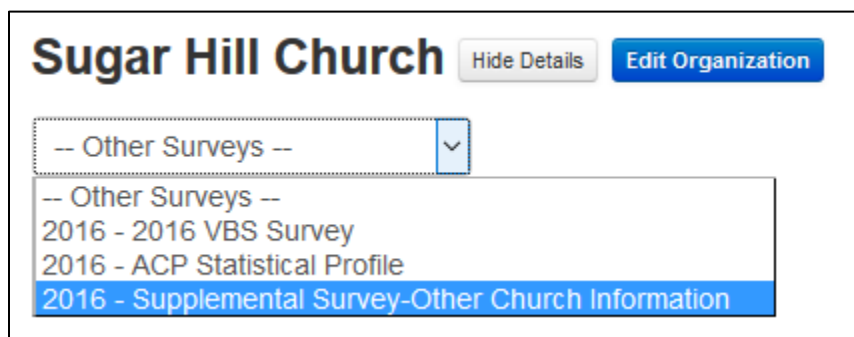 Sugar Hill Church Hide Details Edit Organization
-- Other Surveys --
-- Other Surveys --
2016 - 2016 VBS Survey
2016 - ACP Statistical Profile
2016 - Supplemental Survey-Other Church Information